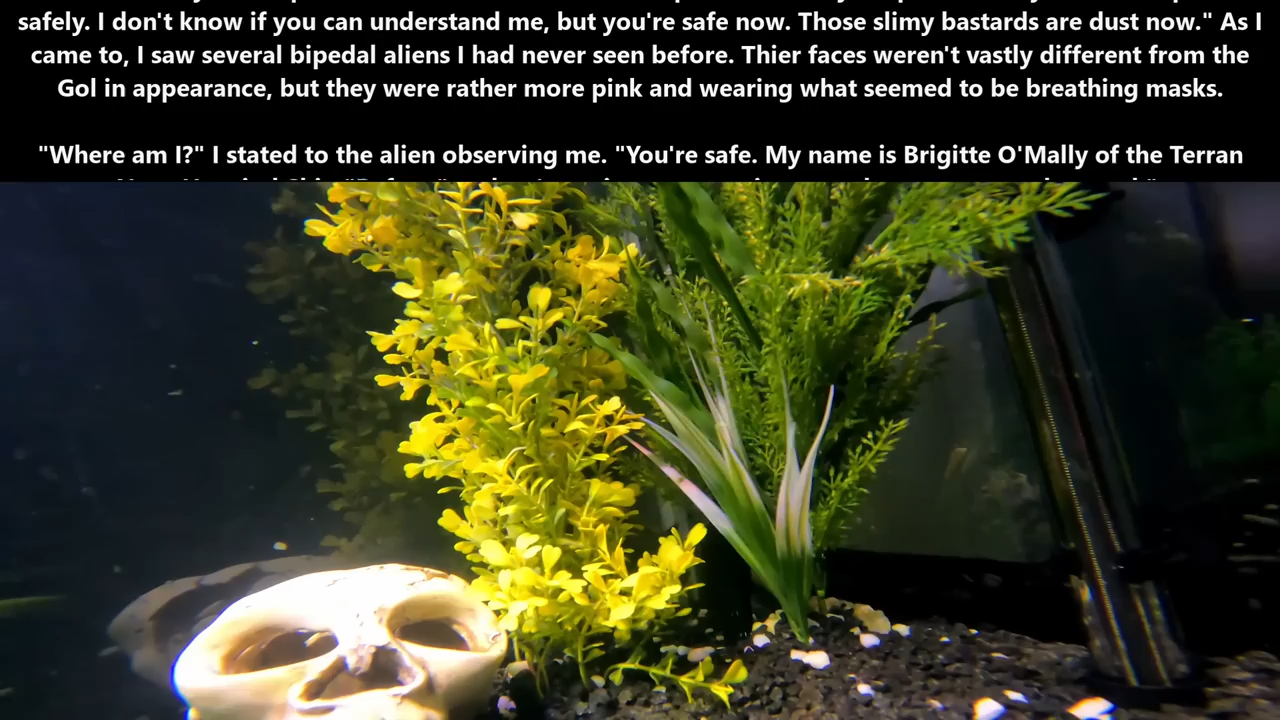 safely. I don't know if you can understand me, but you're safe now. Those slimy bastards are dust now." As I
came to, I saw several bipedal aliens I had never seen before. Thier faces weren't vastly different from the
Gol in appearance, but they were rather more pink and wearing what seemed to be breathing masks.
"Where am I?" I stated to the alien observing me. "You're safe. My name is Brigitte O'Mally of the Terran